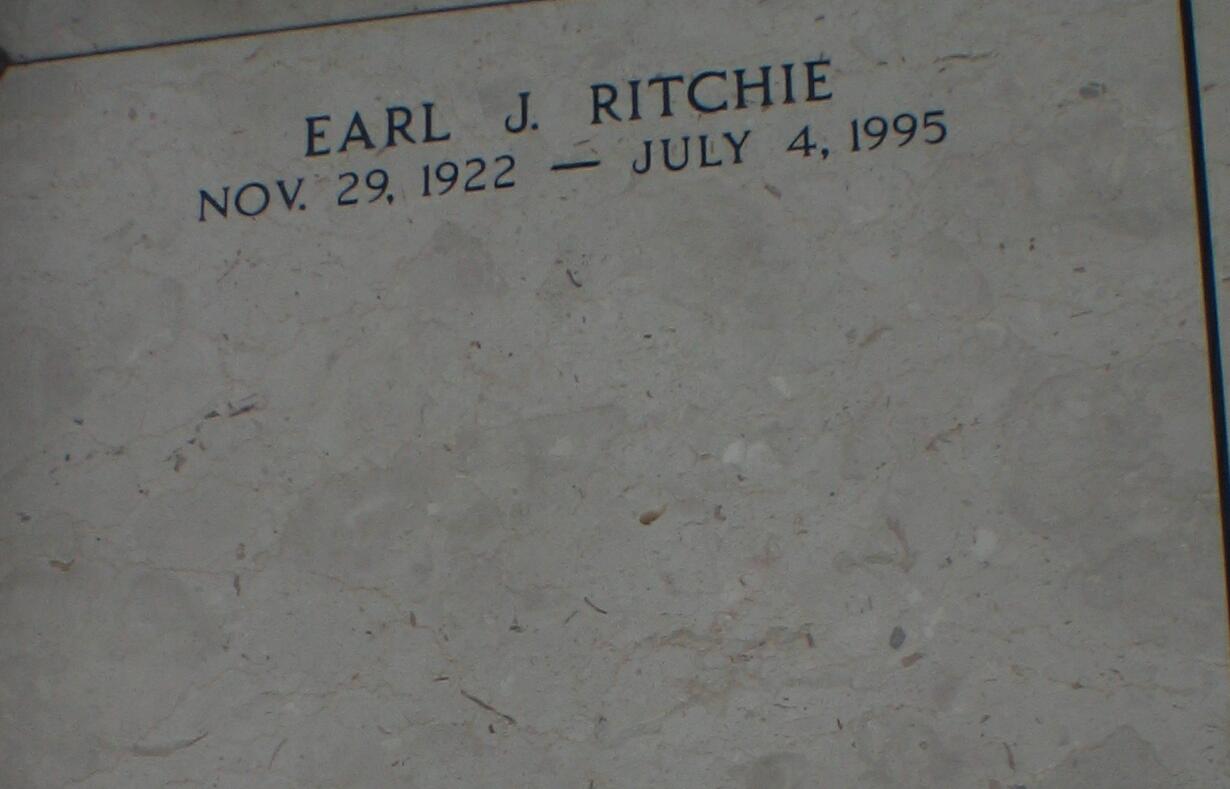 EARL J. RITCHIE
NOV. 29, 1922 — JULY 4, 1995